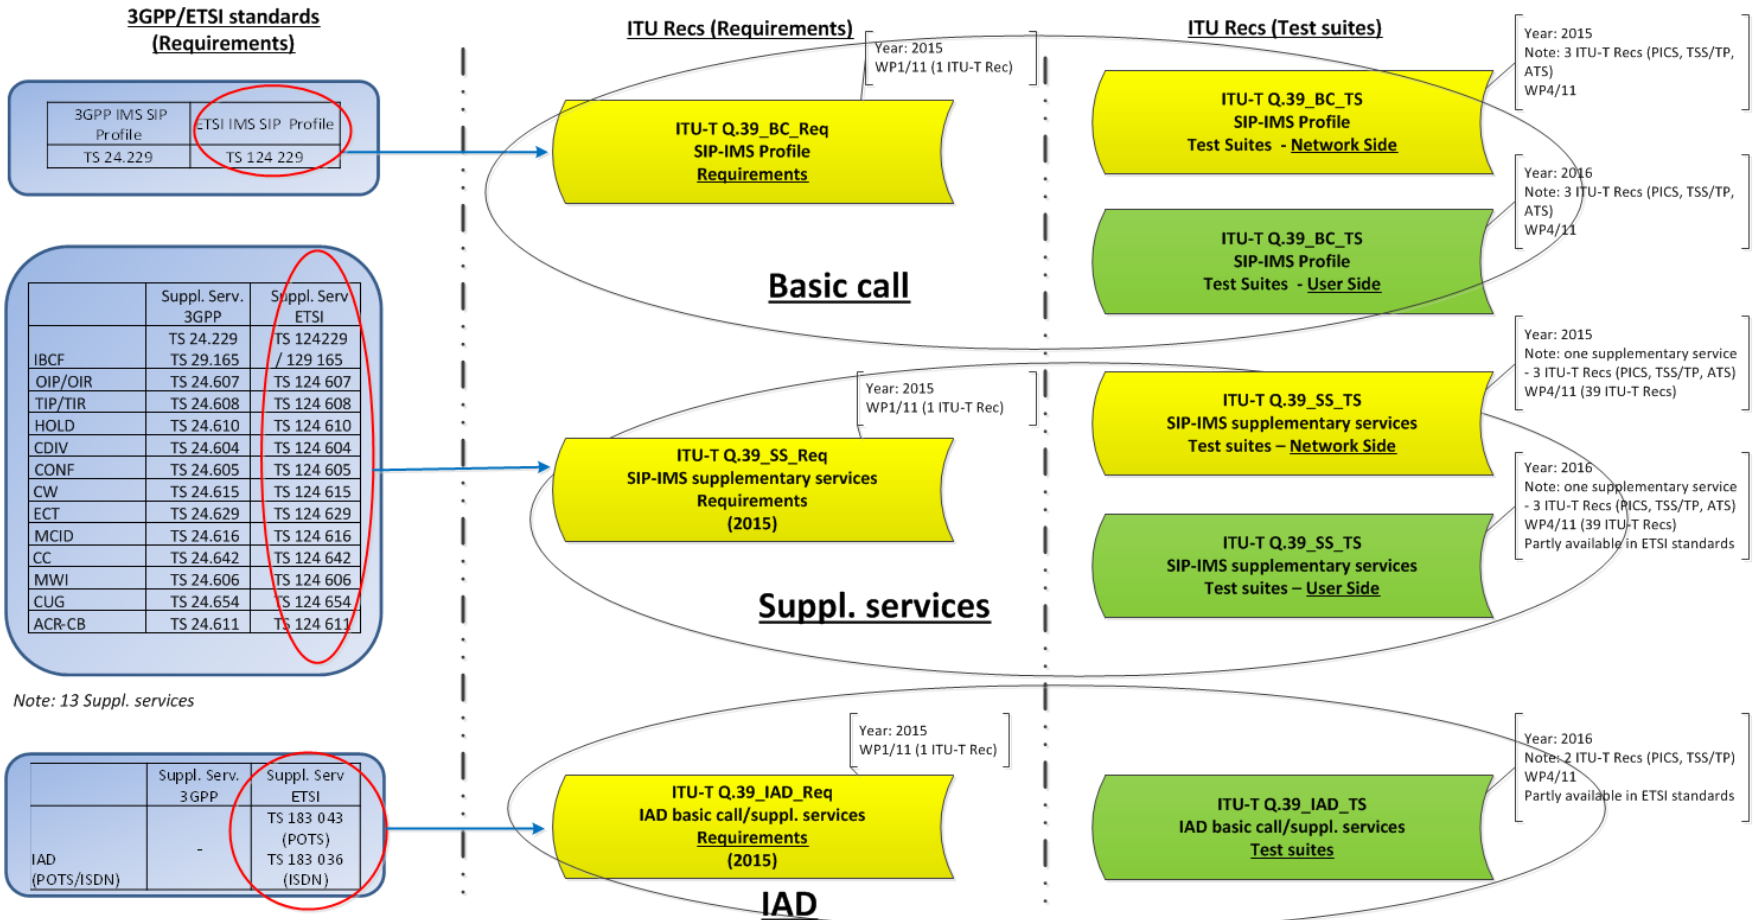 3GPP/ETSI standards
(Requirements)
3GPP IMS SIP Profile | ETSI IMS SIP Profile
TS 24.229 | TS 124 229
Suppl. Serv. 3GPP | Suppl. Serv ETSI
IBCF | TS 24.229 TS 29.165 | TS 124229 / 129 165
OIP/OIR | TS 24.607 | TS 124 607
TIP/TIR | TS 24.608 | TS 124 608
HOLD | TS 24.610 | TS 124 610
CDIV | TS 24.604 | TS 124 604
CONF | TS 24.605 | TS 124 605
CW | TS 24.615 | TS 124 615
ECT | TS 24.629 | TS 124 629
MCID | TS 24.616 | TS 124 616
CC | TS 24.642 | TS 124 642
MWI | TS 24.606 | TS 124 606
CUG | TS 24.654 | TS 124 654
ACR-CB | TS 24.611 | TS 124 611
Note: 13 Suppl. services
Suppl. Serv. 3GPP | Suppl. Serv ETSI
IAD (POTS/ISDN) | - | TS 183 043 (POTS) TS 183 036 (ISDN)
ITU Recs (Requirements)
Year: 2015
WP1/11 (1 ITU-T Rec)
ITU-T Q.39_BC_Req
SIP-IMS Profile
Requirements
Basic call
Year: 2015
WP1/11 (1 ITU-T Rec)
ITU-T Q.39_SS_Req
SIP-IMS supplementary services
Requirements
(2015)
Suppl. services
Year: 2015
WP1/11 (1 ITU-T Rec)
ITU-T Q.39_IAD_Req
IAD basic call/suppl. services
Requirements
(2015)
IAD
ITU Recs (Test suites)
Year: 2015
Note: 3 ITU-T Recs (PICS, TSS/TP,
ATS)
WP4/11
ITU-T Q.39_BC_TS
SIP-IMS Profile
Test Suites - Network Side
Year: 2016
Note: 3 ITU-T Recs (PICS, TSS/TP,
ATS)
WP4/11
ITU-T Q.39_BC_TS
SIP-IMS Profile
Test Suites - User Side
Year: 2015
Note: one supplementary service
- 3 ITU-T Recs (PICS, TSS/TP, ATS)
WP4/11 (39 ITU-T Recs)
ITU-T Q.39_SS_TS
SIP-IMS supplementary services
Test suites – Network Side
Year: 2016
Note: one supplementary service
- 3 ITU-T Recs (PICS, TSS/TP, ATS)
WP4/11 (39 ITU-T Recs)
Partly available in ETSI standards
ITU-T Q.39_SS_TS
SIP-IMS supplementary services
Test suites – User Side
Year: 2016
Note: 2 ITU-T Recs (PICS, TSS/TP)
WP4/11
Partly available in ETSI standards
ITU-T Q.39_IAD_TS
IAD basic call/suppl. services
Test suites